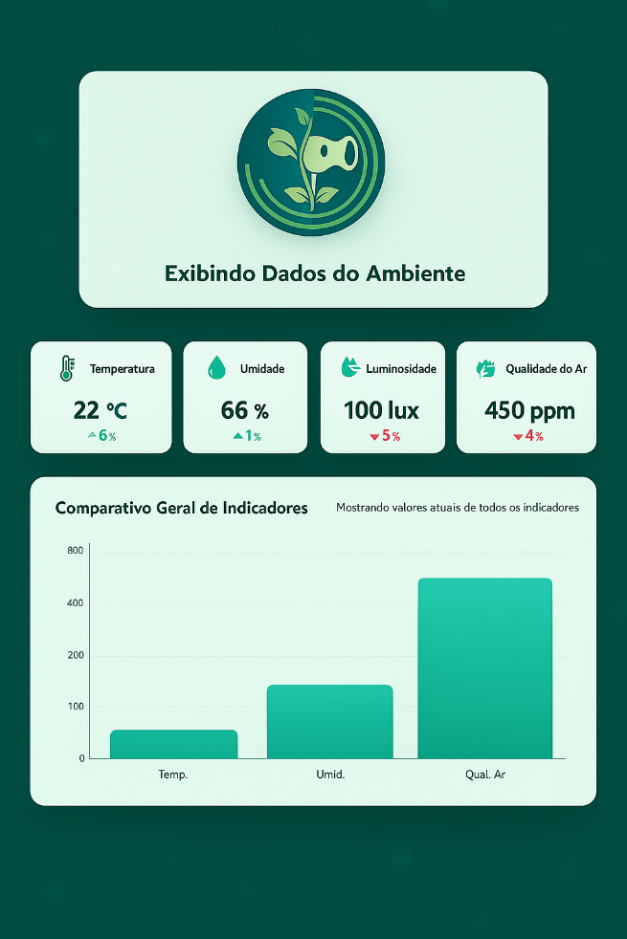 Exibindo Dados do Ambiente
Temperatura
22 °C
6%
Umidade
66 %
1%
Luminosidade
100 lux
5%
Qualidade do Ar
450 ppm
4%
Comparativo Geral de Indicadores
Mostrando valores atuais de todos os indicadores
800
400
200
100
0
Temp.
Umid.
Qual. Ar